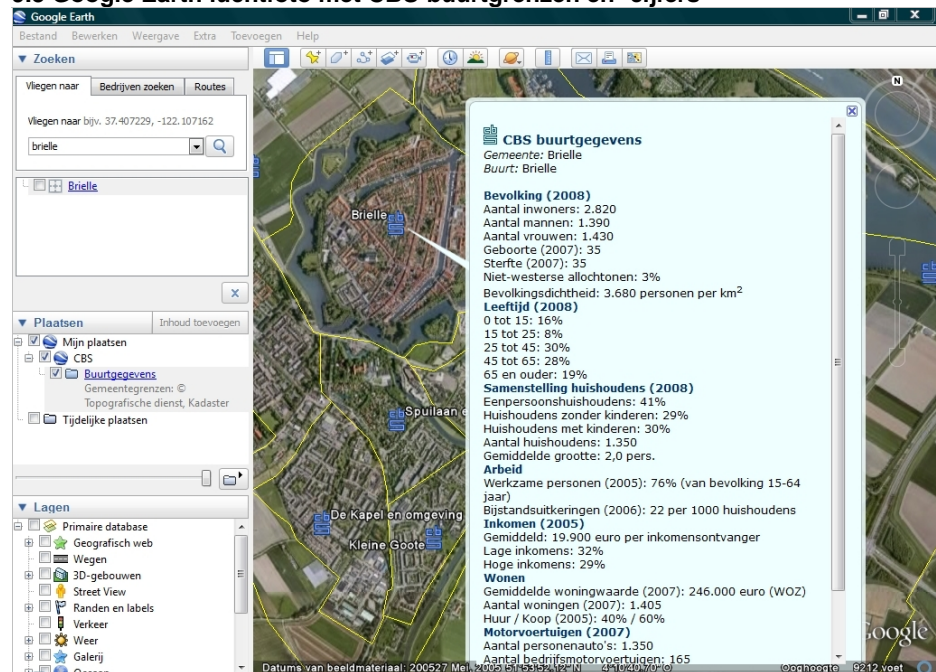 Google Earth
Bestand Bewerken Weergave Extra Toevoegen Help
Zoeken
Vliegen naar Bedrijven zoeken Routes
Vliegen naar bijv. 37.407229, -122.107162
brielle
Brielle
Plaatsen
Inhoud toevoegen
Mijn plaatsen
CBS
Buurtgegevens
Gemeentegrenzen: ©
Topografische dienst, Kadaster
Tijdelijke plaatsen
Lagen
Primaire database
Geografisch web
Wegen
3D-gebouwen
Street View
Randen en labels
Verkeer
Weer
Galerij
N
Brielle
Spuilaan e
De Kapel en omgeving
Kleine Goote
CBS buurtgegevens
Gemeente: Brielle
Buurt: Brielle
Bevolking (2008)
Aantal inwoners: 2.820
Aantal mannen: 1.390
Aantal vrouwen: 1.430
Geboorte (2007): 35
Sterfte (2007): 35
Niet-westerse allochtonen: 3%
Bevolkingsdichtheid: 3.680 personen per km²
Leeftijd (2008)
0 tot 15: 16%
15 tot 25: 8%
25 tot 45: 30%
45 tot 65: 28%
65 en ouder: 19%
Samenstelling huishoudens (2008)
Eenpersoonshuishoudens: 41%
Huishoudens zonder kinderen: 29%
Huishoudens met kinderen: 30%
Aantal huishoudens: 1.350
Gemiddelde grootte: 2,0 pers.
Arbeid
Werkzame personen (2005): 76% (van bevolking 15-64
jaar)
Bijstandsuitkeringen (2006): 22 per 1000 huishoudens
Inkomen (2005)
Gemiddeld: 19.900 euro per inkomensontvanger
Lage inkomens: 32%
Hoge inkomens: 29%
Wonen
Gemiddelde woningwaarde (2007): 246.000 euro (WOZ)
Aantal woningen (2007): 1.405
Huur / Koop (2005): 40% / 60%
Motorvoertuigen (2007)
Aantal personenauto's: 1.350
Aantal bedrijfsmotorvoertuigen: 165
Google
Datums van beeldmateriaal: 200527 Mei, 2005
Ooghoogte 9212 voet